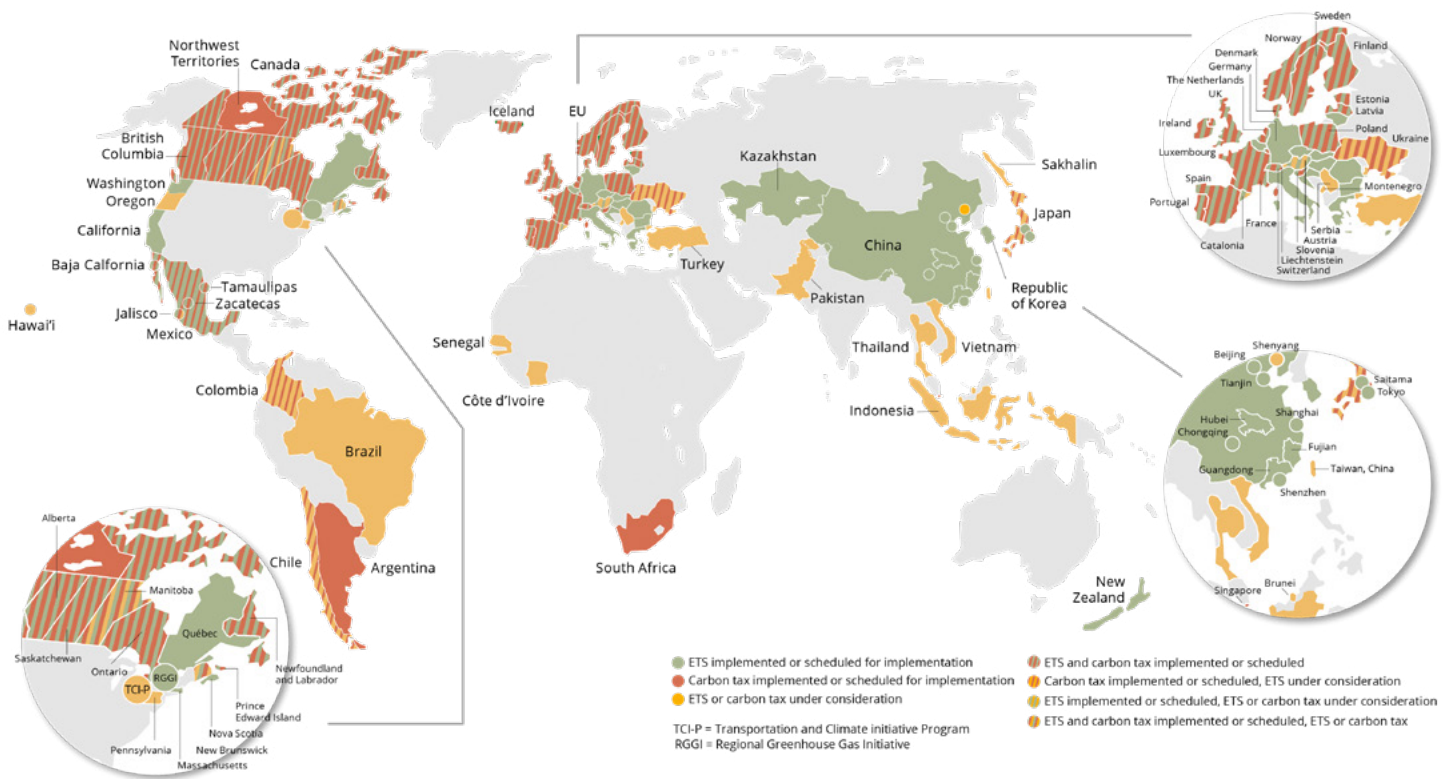 Northwest
Territories
Canada
British
Columbia
Washington
Oregon
California
Baja Calfornia
Tamaulipas
Zacatecas
Jalisco
Mexico
Hawai'i
Colombia
Brazil
Chile
Argentina
Iceland
EU
Kazakhstan
Sakhalin
Japan
China
Turkey
Pakistan
Republic
of Korea
Senegal
Côte d'Ivoire
Thailand
Vietnam
Indonesia
South Africa
New
Zealand
Sweden
Norway
Finland
Denmark
Germany
The Netherlands
UK
Estonia
Latvia
Ireland
Poland
Ukraine
Luxembourg
Spain
Montenegro
Portugal
France
Serbia
Austria
Catalonia
Slovenia
Liechtenstein
Switzerland
Shenyang
Beijing
Tianjin
Saitama
Tokyo
Hubei
Shanghai
Chongqing
Fujian
Guangdong
Taiwan, China
Shenzhen
Brunei
Singapore
Alberta
Manitoba
Québec
Saskatchewan
Ontario
RGGI
TCI-P
Newfoundland
and Labrador
Prince
Edward Island
Nova Scotia
New Brunswick
Pennsylvania
Massachusetts
ETS implemented or scheduled for implementation
Carbon tax implemented or scheduled for implementation
ETS or carbon tax under consideration
TCI-P = Transportation and Climate initiative Program
RGGI = Regional Greenhouse Gas Initiative
ETS and carbon tax implemented or scheduled
Carbon tax implemented or scheduled, ETS under consideration
ETS implemented or scheduled, ETS or carbon tax under consideration
ETS and carbon tax implemented or scheduled, ETS or carbon tax